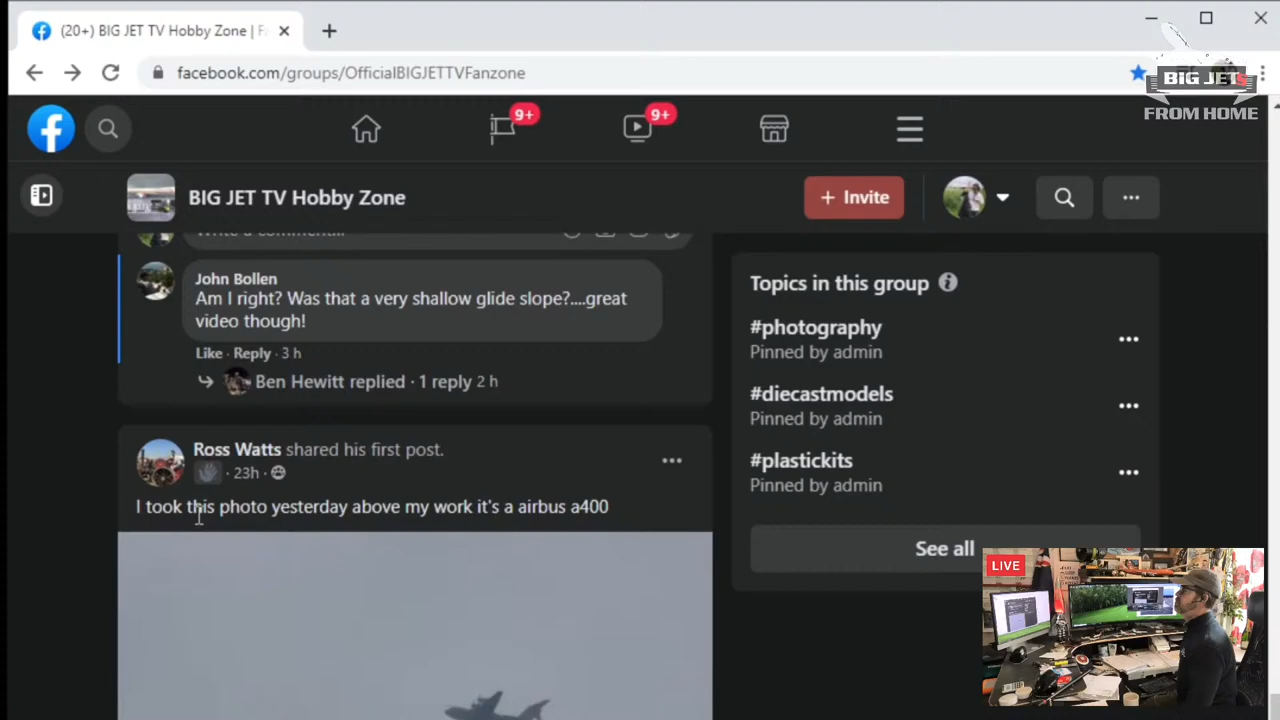 (20+) BIG JET TV Hobby Zone | F
facebook.com/groups/OfficialBIGJETTVFanzone
BIG JETs
FROM HOME
9+
9+
BIG JET TV Hobby Zone
+ Invite
Write a comment...
John Bollen
Am I right? Was that a very shallow glide slope?....great
video though!
Like · Reply · 3 h
Ben Hewitt replied · 1 reply 2 h
Ross Watts shared his first post.
· 23h ·
I took this photo yesterday above my work it's a airbus a400
Topics in this group
#photography
Pinned by admin
#diecastmodels
Pinned by admin
#plastickits
Pinned by admin
See all
LIVE